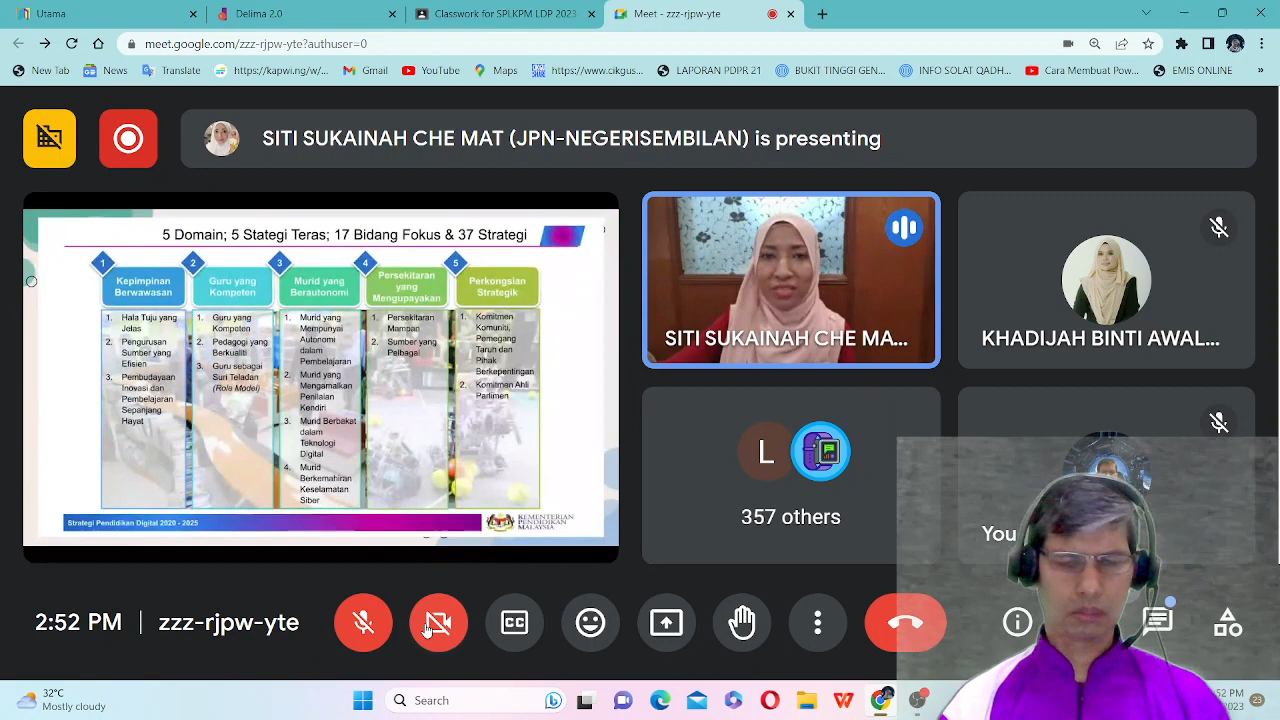 Utama
Delima 2.0
Classwork for SPLKPM LDP 2023
Meet - zzz-rjpw-yte
meet.google.com/zzz-rjpw-yte?authuser=0
New Tab
News
Translate
https://kapwing/w/...
Gmail
YouTube
Maps
https://www.cikgus...
LAPORAN PDPR 21
BUKIT TINGGI GEN...
INFO SOLAT QADH...
Cara Membuat Pow...
EMIS ONLINE
»
SITI SUKAINAH CHE MAT (JPN-NEGERISEMBILAN) is presenting
5 Domain; 5 Stategi Teras; 17 Bidang Fokus & 37 Strategi
1
Kepimpinan
Berwawasan
1. Hala Tuju yang
Jelas
2. Pengurusan
Sumber yang
Efisien
3. Pembudayaan
Inovasi dan
Pembelajaran
Sepanjang
Hayat
2
Guru yang
Kompeten
1. Guru yang
Kompeten
2. Pedagogi yang
Berkualiti
3. Guru sebagai
Suri Teladan
(Role Model)
3
Murid yang
Berautonomi
1. Murid yang
Mempunyai
Autonomi
dalam
Pembelajaran
2. Murid yang
Mengamalkan
Penilaian
Kendiri
3. Murid Berbakat
dalam
Teknologi
Digital
4. Murid
Berkemahiran
Keselamatan
Siber
4
Persekitaran
yang
Mengupayakan
1. Persekitaran
Mampan
2. Sumber yang
Pelbagai
5
Perkongsian
Strategik
1. Komitmen
Komuniti,
Pemegang
Taruh dan
Pihak
Berkepentingan
2. Komitmen Ahli
Parlimen
Strategi Pendidikan Digital 2020 - 2025
KEMENTERIAN
PENDIDIKAN
MALAYSIA
SITI SUKAINAH CHE MA...
KHADIJAH BINTI AWAL...
L
357 others
You
2:52 PM
zzz-rjpw-yte
CC
32°C
Mostly cloudy
Search
:52 PM
2023
23